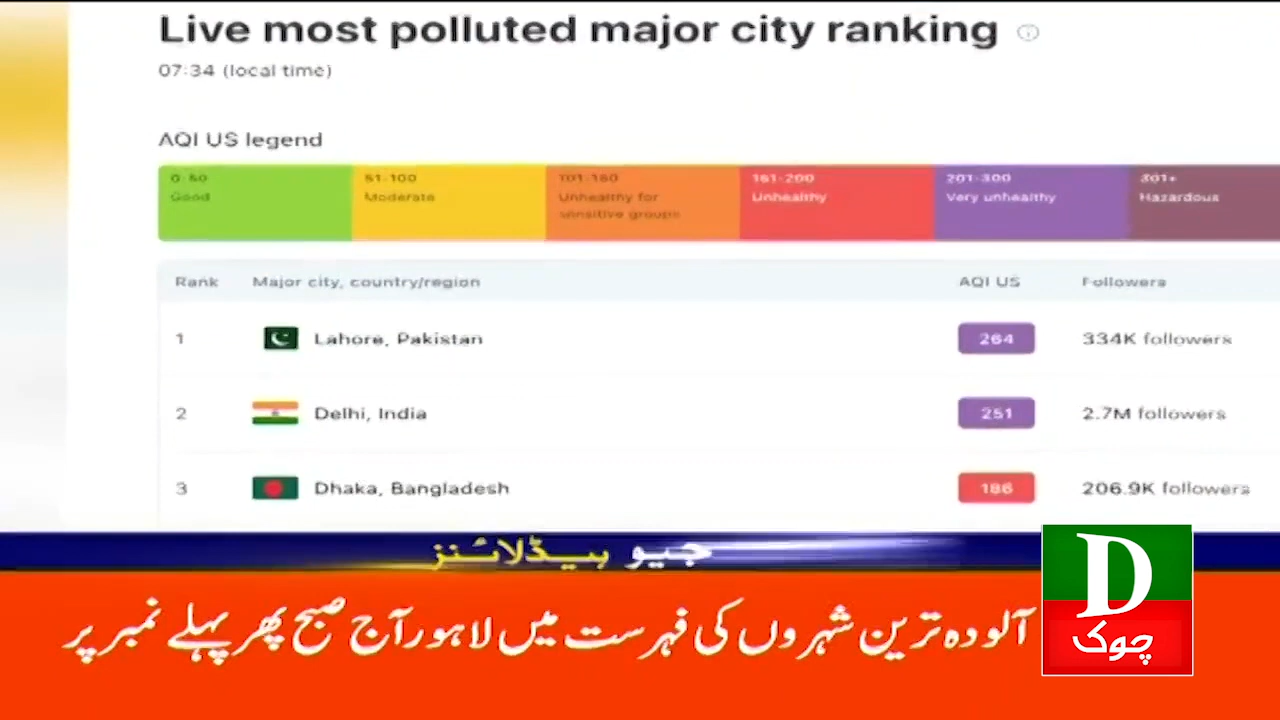 Live most polluted major city ranking
07:34 (local time)
AQI US legend
0-50 51-100 101-150 151-200 201-300 301+
Good Moderate Unhealthy for sensitive groups Unhealthy Very unhealthy Hazardous
Rank Major city, country/region AQI US Followers
1 Lahore, Pakistan 264 334K followers
2 Delhi, India 251 2.7M followers
3 Dhaka, Bangladesh 186 206.9K followers
جیو ہیڈلائنز
D
چوک
آلودہ ترین شہروں کی فہرست میں لاہور آج صبح پھر پہلے نمبر پر